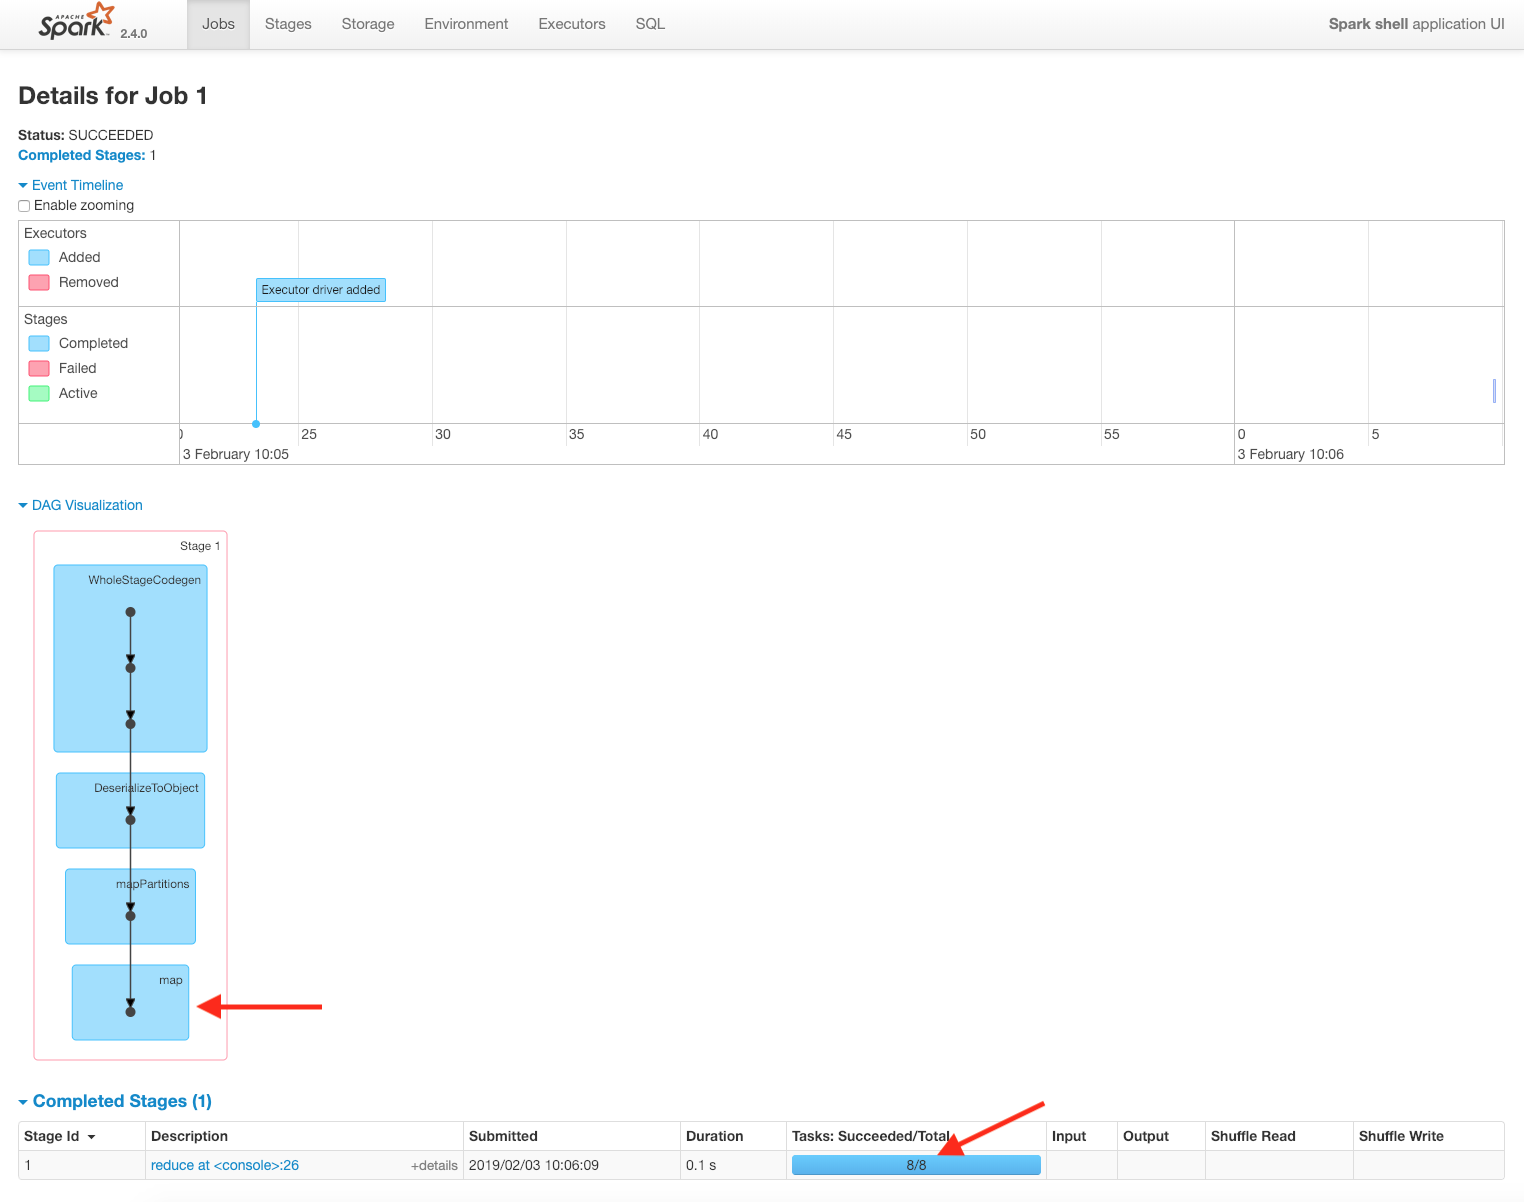 APACHE
Spark 2.4.0 Jobs Stages Storage Environment Executors SQL Spark shell application UI
Details for Job 1
Status: SUCCEEDED
Completed Stages: 1
Event Timeline
Enable zooming
Executors
Added
Removed
Executor driver added
Stages
Completed
Failed
Active
0 25 30 35 40 45 50 55 0 5
3 February 10:05 3 February 10:06
DAG Visualization
Stage 1
WholeStageCodegen
DeserializeToObject
mapPartitions
map
Completed Stages (1)
Stage Id Description Submitted Duration Tasks: Succeeded/Total Input Output Shuffle Read Shuffle Write
1 reduce at <console>:26 +details 2019/02/03 10:06:09 0.1 s 8/8